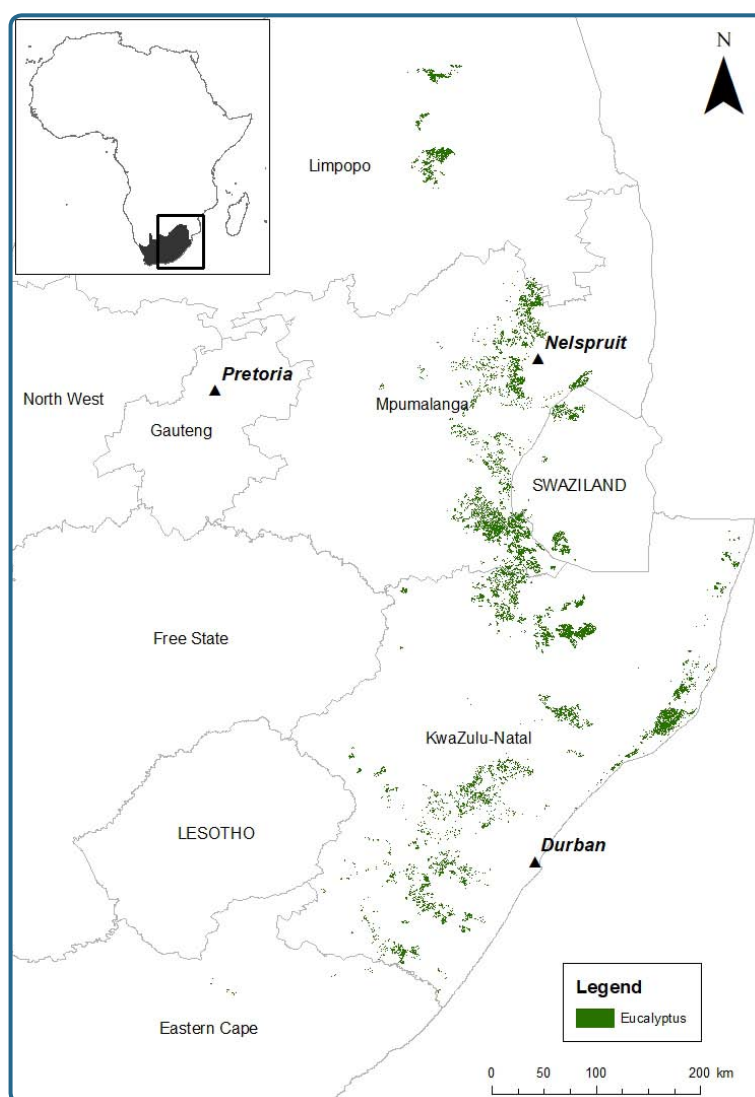 N
Limpopo
Nelspruit
Pretoria
North West
Mpumalanga
Gauteng
SWAZILAND
Free State
KwaZulu-Natal
LESOTHO
Durban
Legend
Eucalyptus
Eastern Cape
0 50 100 200 km